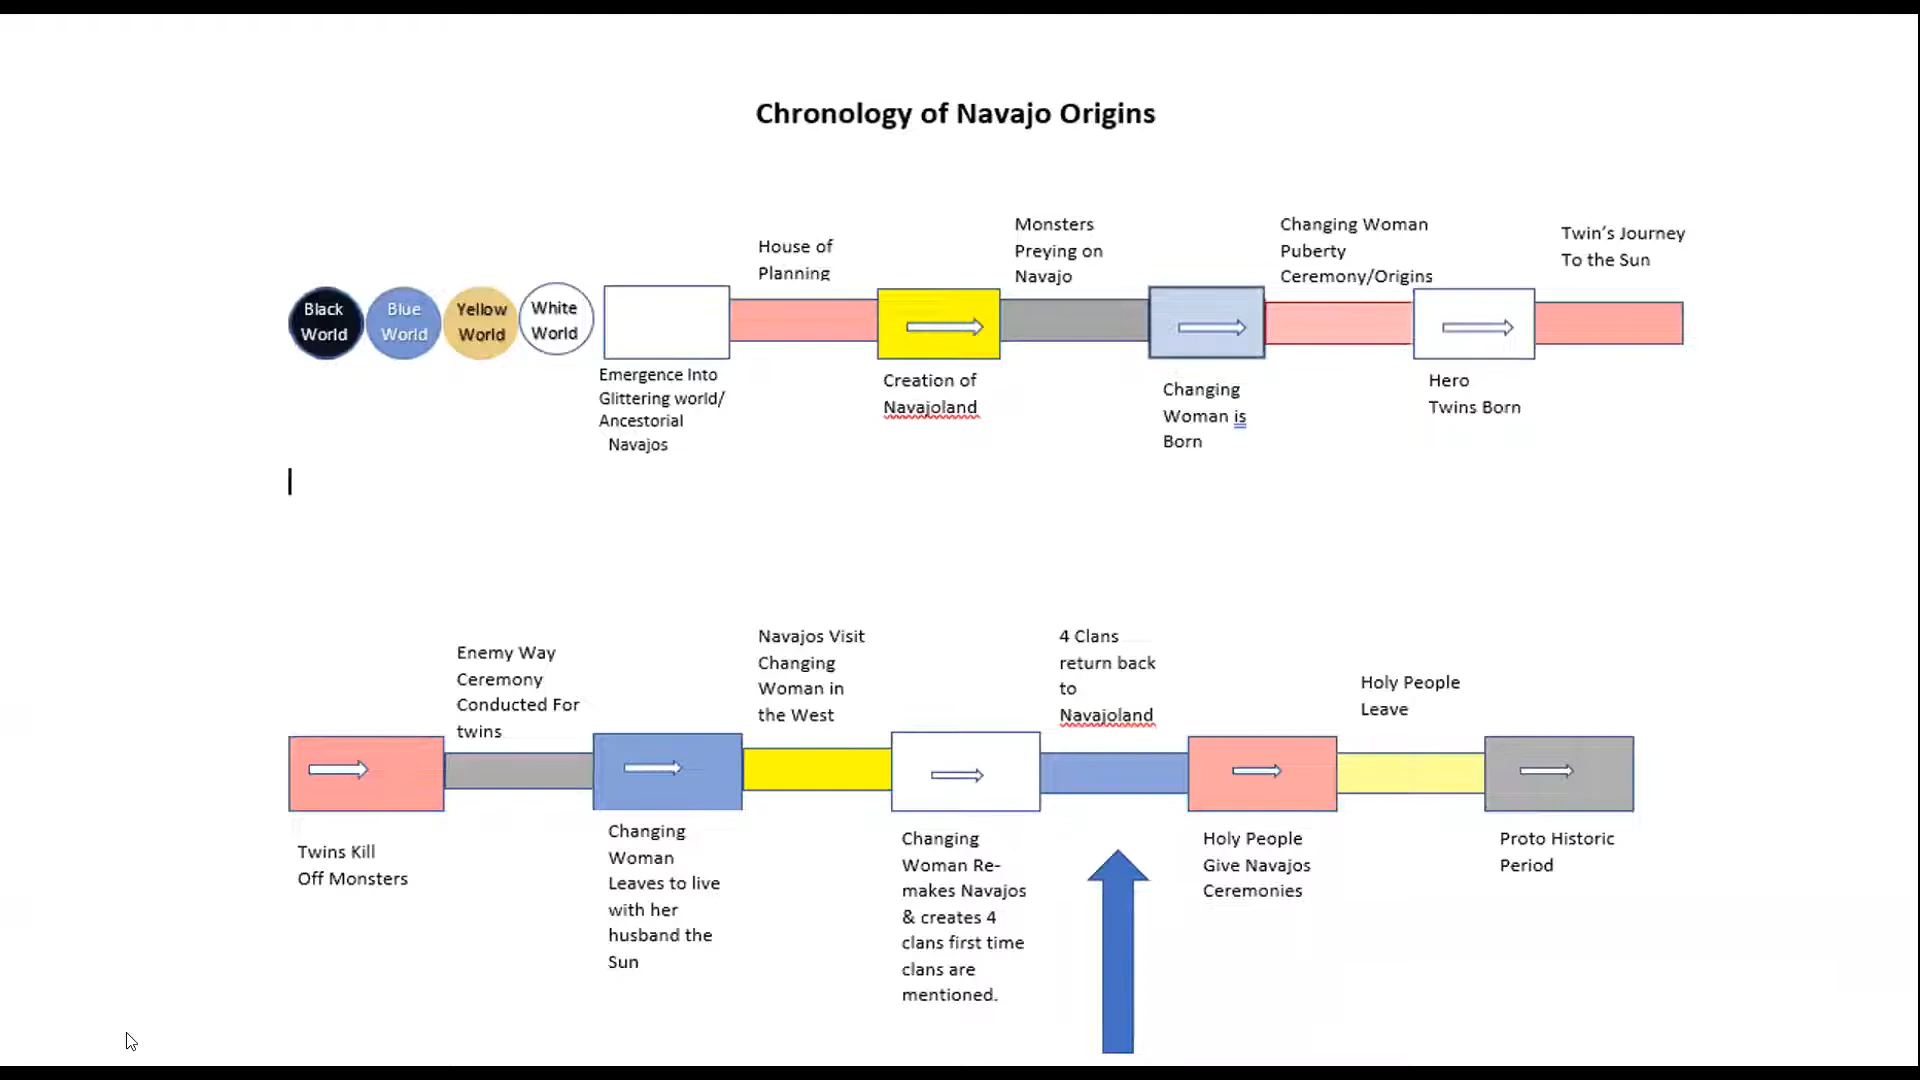 Chronology of Navajo Origins
Black
World
Blue
World
Yellow
World
White
World
Emergence Into
Glittering world/
Ancestorial
Navajos
House of
Planning
Creation of
Navajoland
Monsters
Preying on
Navajo
Changing
Woman is
Born
Changing Woman
Puberty
Ceremony/Origins
Hero
Twins Born
Twin's Journey
To the Sun
Twins Kill
Off Monsters
Enemy Way
Ceremony
Conducted For
twins
Changing
Woman
Leaves to live
with her
husband the
Sun
Navajos Visit
Changing
Woman in
the West
Changing
Woman Re-
makes Navajos
& creates 4
clans first time
clans are
mentioned.
4 Clans
return back
to
Navajoland
Holy People
Give Navajos
Ceremonies
Holy People
Leave
Proto Historic
Period